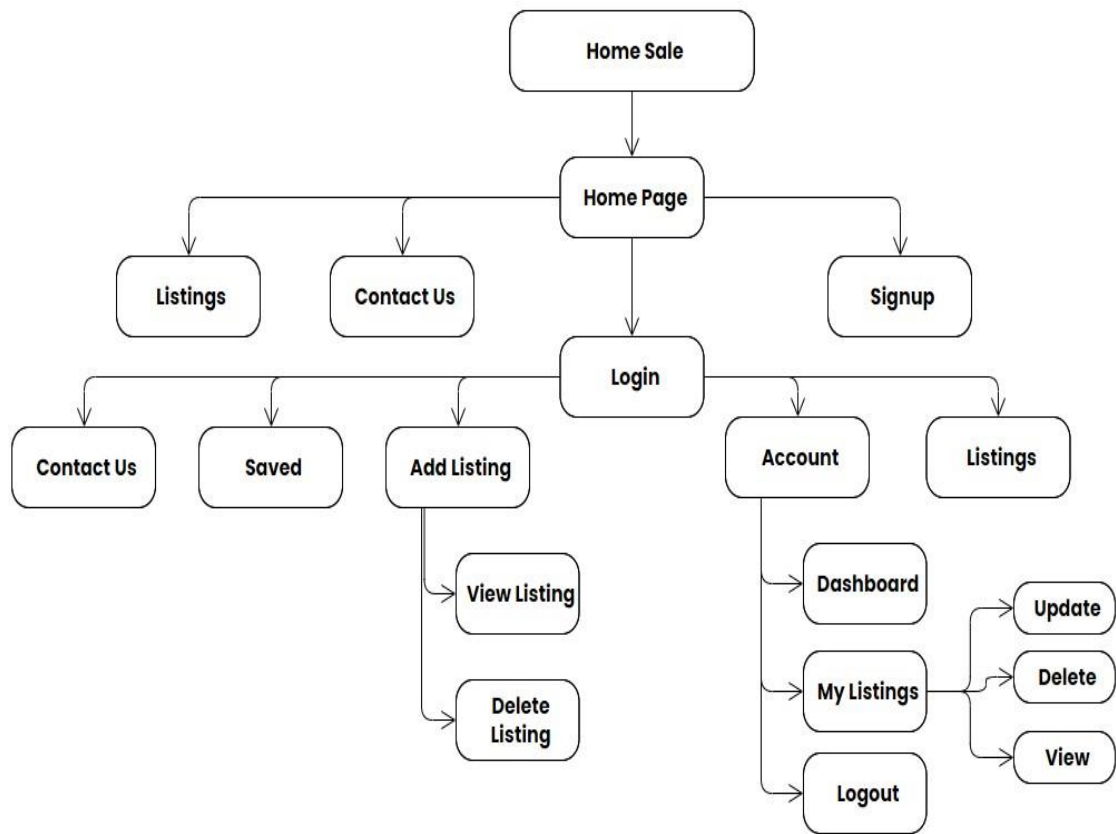 Home Sale
Home Page
Listings
Contact Us
Signup
Login
Contact Us
Saved
Add Listing
Account
Listings
View Listing
Delete
Listing
Dashboard
My Listings
Logout
Update
Delete
View